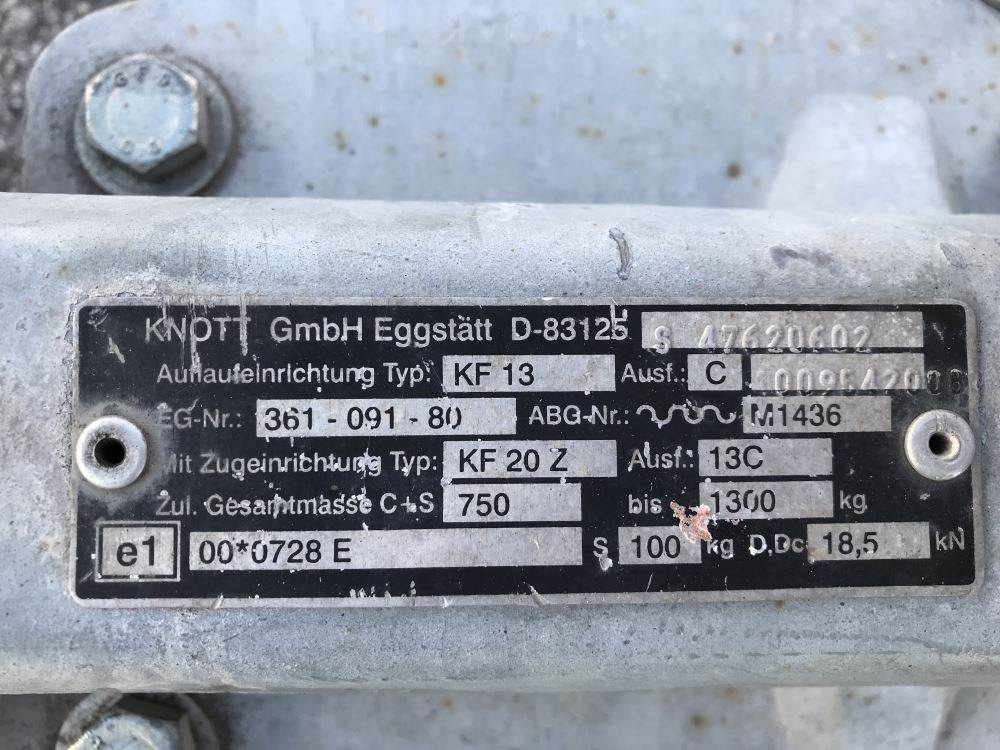 KNOTT GmbH Eggstätt D-83125 S 47620602
Auflaufeinrichtung Typ: KF 13 Ausf.: C
EG-Nr.: 361 - 091 - 80 ABG-Nr.: M1436
Mit Zugeinrichtung Typ: KF 20 Z Ausf.: 13C
Zul. Gesamtmasse C+S 750 bis 1300 kg
e1 00*0728 E S 100 kg D,Dc 18,5 kN